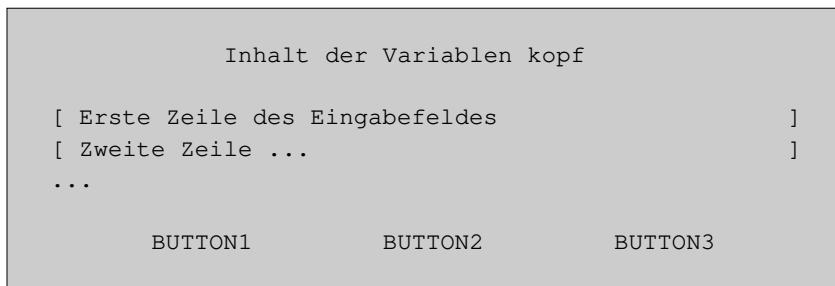 Inhalt der Variablen kopf
[ Erste Zeile des Eingabefeldes ]
[ Zweite Zeile ... ]
...
BUTTON1 BUTTON2 BUTTON3